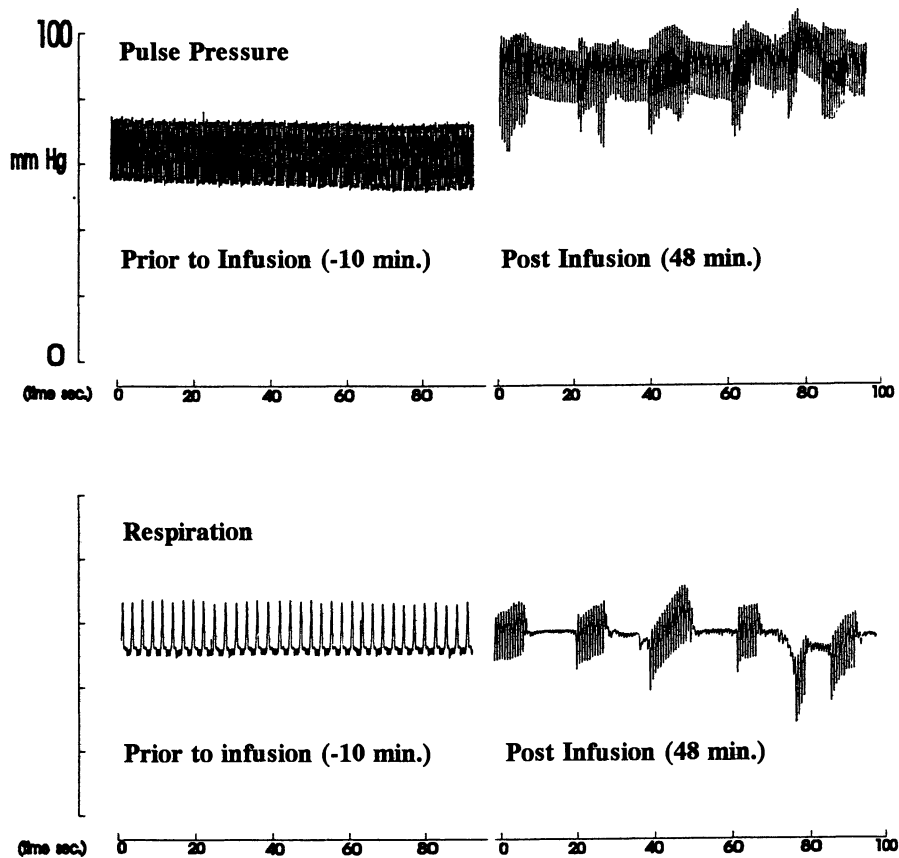 100
Pulse Pressure
mm Hg
Prior to Infusion (-10 min.)
Post Infusion (48 min.)
0
(time sec.)
0 20 40 60 80
0 20 40 60 80 100
Respiration
Prior to infusion (-10 min.)
Post Infusion (48 min.)
(time sec.)
0 20 40 60 80
0 20 40 60 80 100